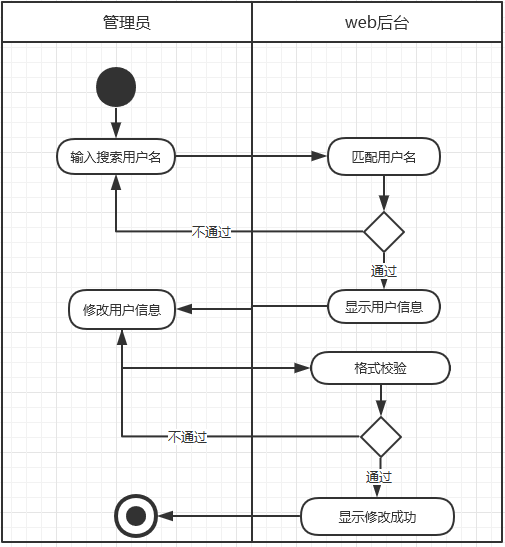 管理员
web后台
输入搜索用户名
匹配用户名
不通过
通过
修改用户信息
显示用户信息
格式校验
不通过
通过
显示修改成功